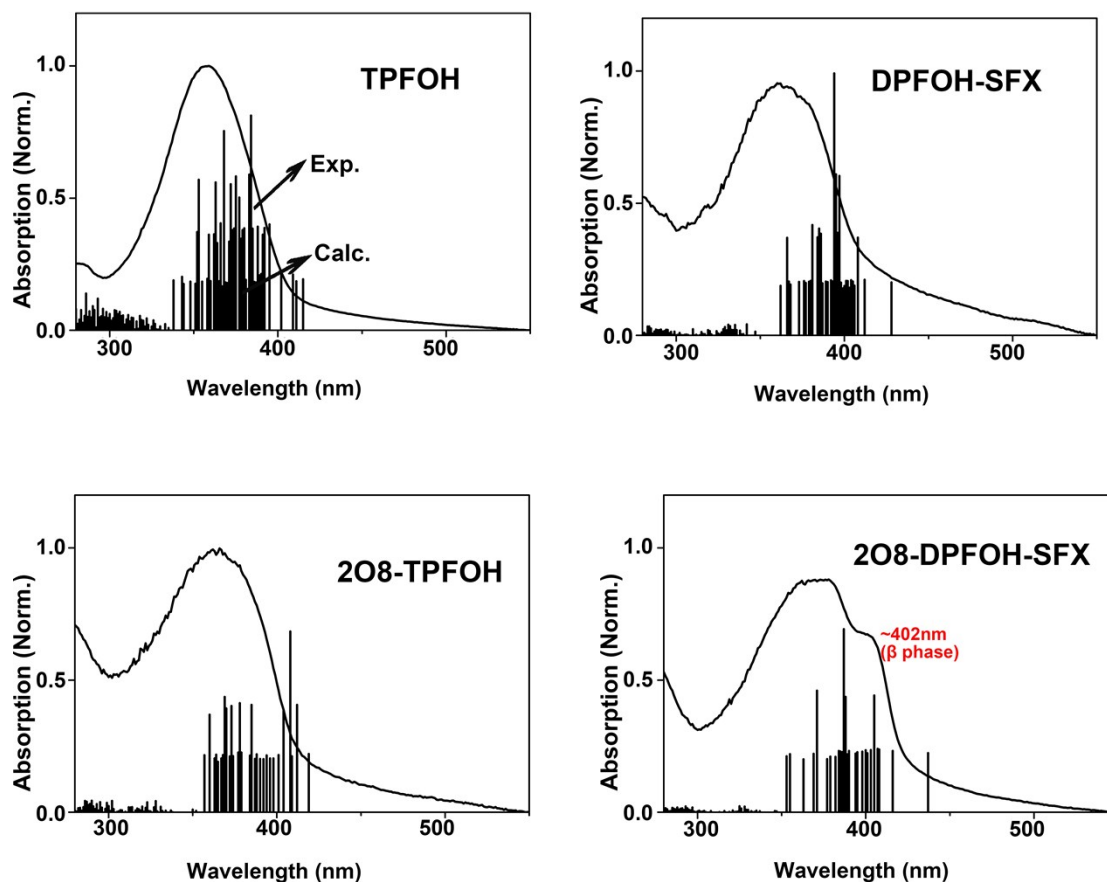 TPFOH
Exp.
Calc.
Absorption (Norm.)
1.0
0.5
0.0
300
400
500
Wavelength (nm)
DPFOH-SFX
Absorption (Norm.)
1.0
0.5
0.0
300
400
500
Wavelength (nm)
2O8-TPFOH
Absorption (Norm.)
1.0
0.5
0.0
300
400
500
Wavelength (nm)
2O8-DPFOH-SFX
~402nm
(β phase)
Absorption (Norm.)
1.0
0.5
0.0
300
400
500
Wavelength (nm)